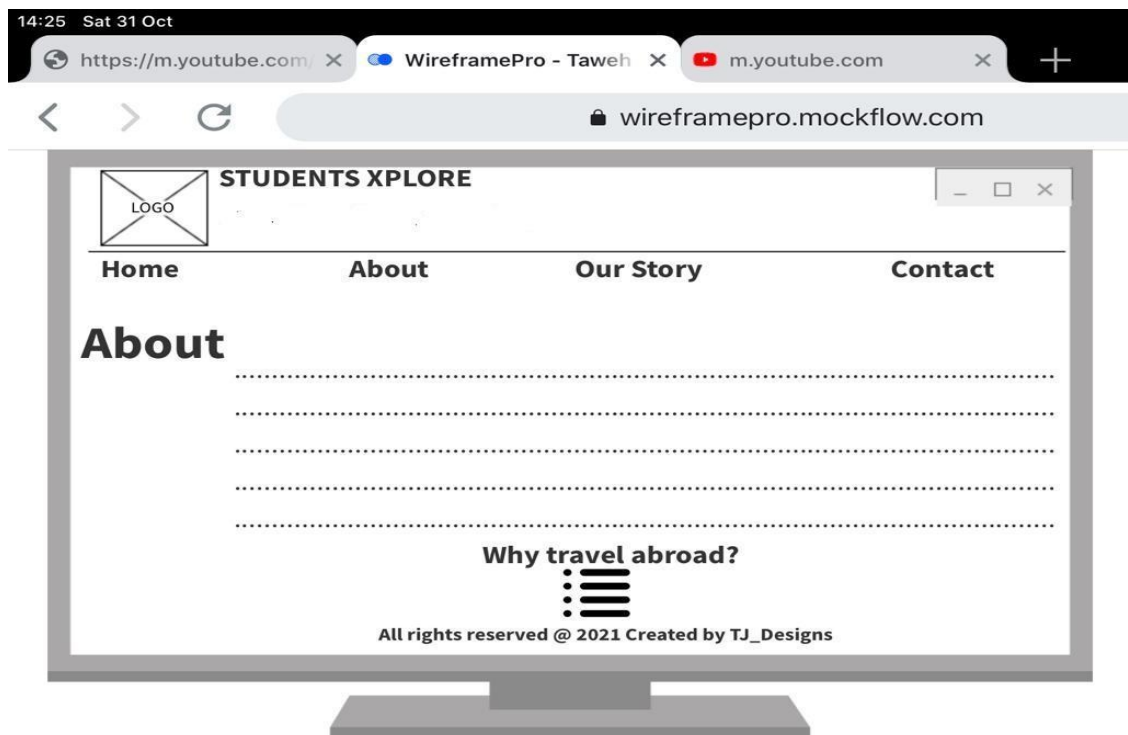 14:25 Sat 31 Oct
https://m.youtube.com/ WireframePro - Taweh m.youtube.com
wireframepro.mockflow.com
STUDENTS XPLORE
LOGO
Home About Our Story Contact
About
Why travel abroad?
All rights reserved @ 2021 Created by TJ_Designs